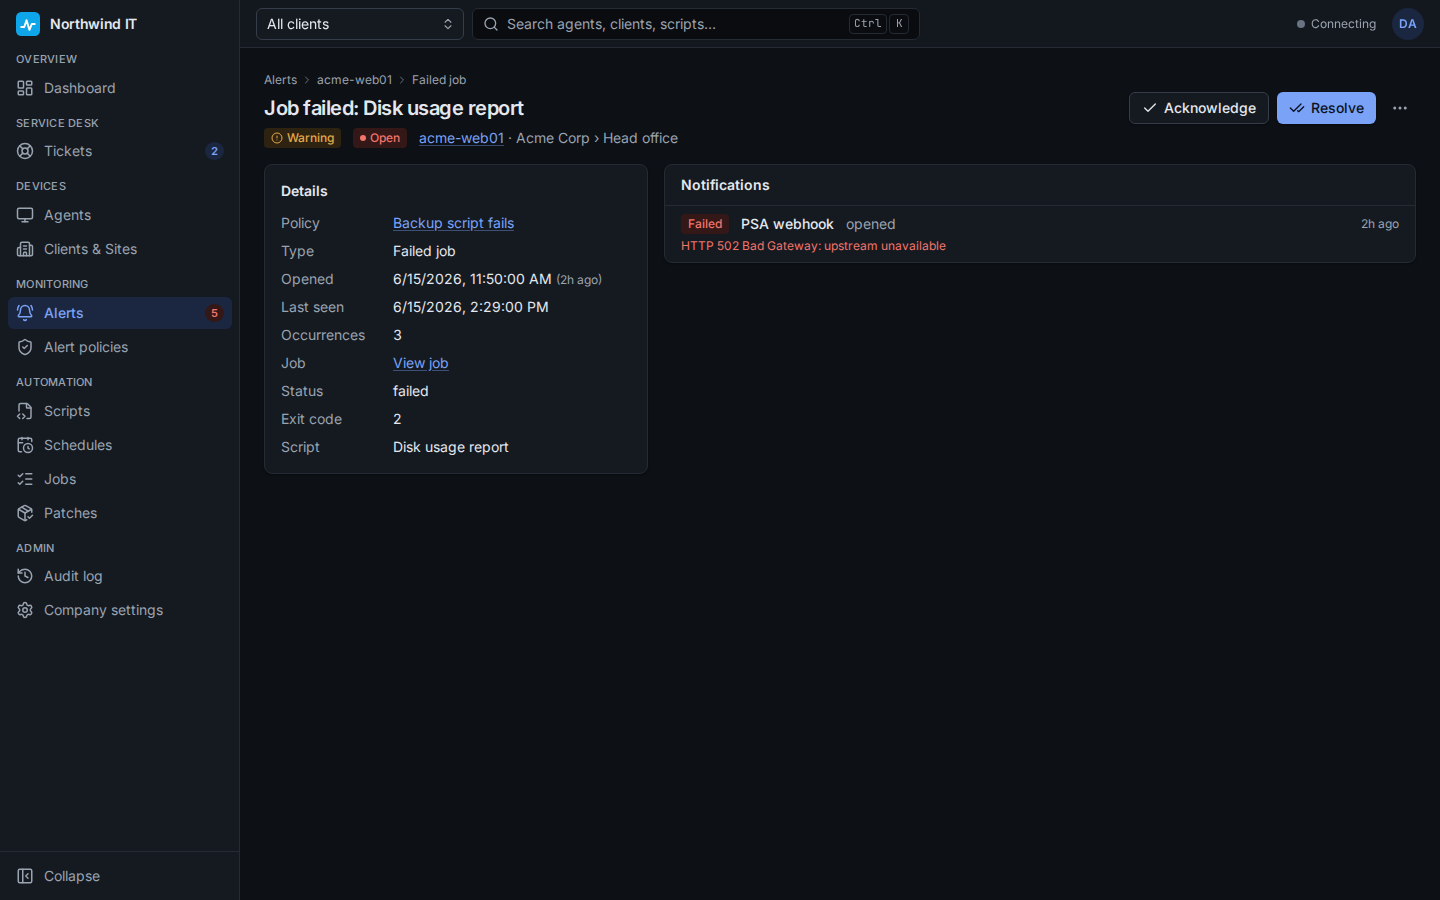 Northwind IT
OVERVIEW
Dashboard
SERVICE DESK
Tickets 2
DEVICES
Agents
Clients & Sites
MONITORING
Alerts 5
Alert policies
AUTOMATION
Scripts
Schedules
Jobs
Patches
ADMIN
Audit log
Company settings
Collapse
All clients
Search agents, clients, scripts... Ctrl K
Connecting
DA
Alerts > acme-web01 > Failed job
Job failed: Disk usage report
Warning Open acme-web01 · Acme Corp › Head office
Acknowledge
Resolve
Details
Policy Backup script fails
Type Failed job
Opened 6/15/2026, 11:50:00 AM (2h ago)
Last seen 6/15/2026, 2:29:00 PM
Occurrences 3
Job View job
Status failed
Exit code 2
Script Disk usage report
Notifications
Failed PSA webhook opened 2h ago
HTTP 502 Bad Gateway: upstream unavailable